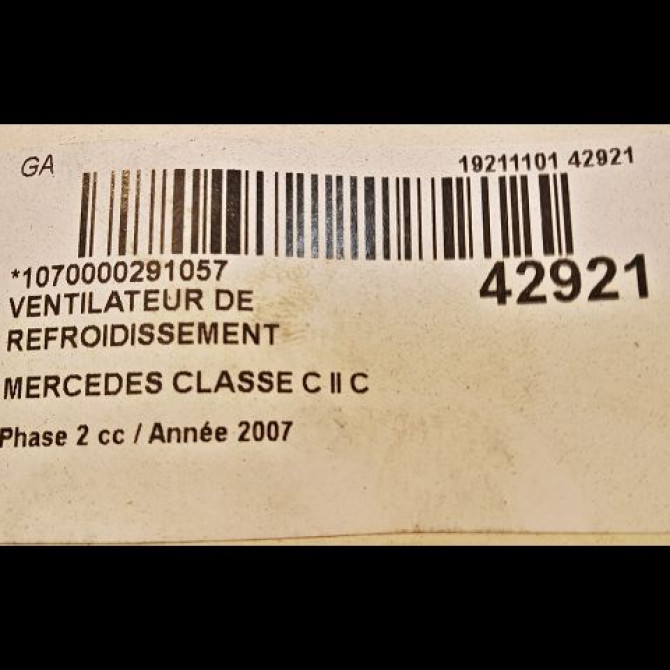 GA
19211101 42921
*1070000291057
42921
VENTILATEUR DE
REFROIDISSEMENT
MERCEDES CLASSE C II C
Phase 2 cc / Année 2007